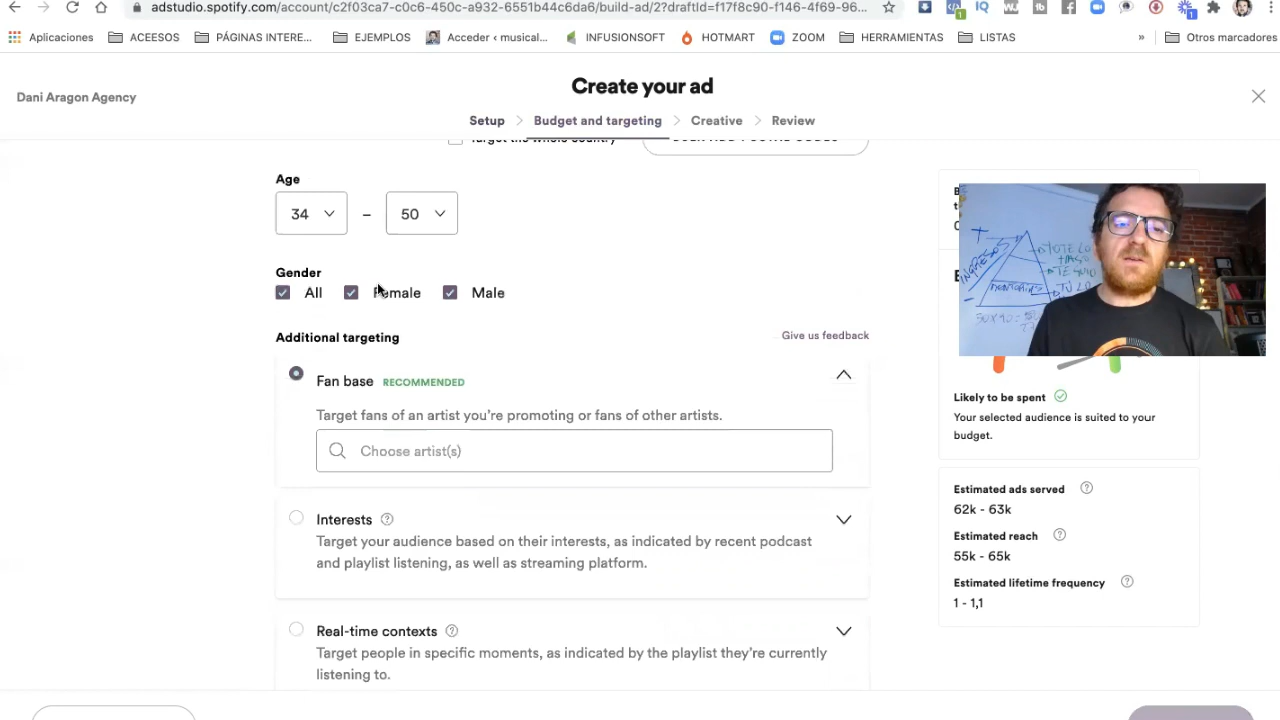 adstudio.spotify.com/account/c2f03ca7-c0c6-450c-a932-6551b44c6da6/build-ad/2?draftId=f17f8c90-f146-4f69-96...
Aplicaciones ACEESOS PÁGINAS INTERE... EJEMPLOS Acceder ‹ musical... INFUSIONSOFT HOTMART ZOOM HERRAMIENTAS LISTAS » Otros marcadores
Dani Aragon Agency
Create your ad
Setup > Budget and targeting > Creative > Review
Target the whole country
Age
34 – 50
Gender
All Female Male
Additional targeting
Give us feedback
Fan base RECOMMENDED
Target fans of an artist you're promoting or fans of other artists.
Choose artist(s)
Interests
Target your audience based on their interests, as indicated by recent podcast
and playlist listening, as well as streaming platform.
Real-time contexts
Target people in specific moments, as indicated by the playlist they're currently
listening to.
INGRESOS
Likely to be spent
Your selected audience is suited to your
budget.
Estimated ads served
62k - 63k
Estimated reach
55k - 65k
Estimated lifetime frequency
1 - 1,1